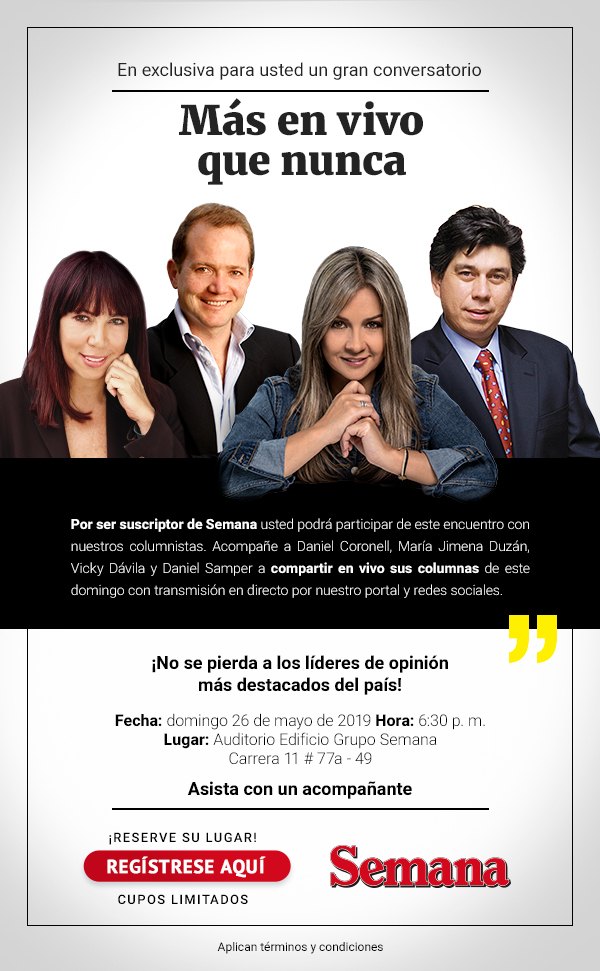 En exclusiva para usted un gran conversatorio
Más en vivo
que nunca
Por ser suscriptor de Semana usted podrá participar de este encuentro con
nuestros columnistas. Acompañe a Daniel Coronell, María Jimena Duzán,
Vicky Dávila y Daniel Samper a compartir en vivo sus columnas de este
domingo con transmisión en directo por nuestro portal y redes sociales.
¡No se pierda a los líderes de opinión
más destacados del país!
Fecha: domingo 26 de mayo de 2019 Hora: 6:30 p. m.
Lugar: Auditorio Edificio Grupo Semana
Carrera 11 # 77a - 49
Asista con un acompañante
¡RESERVE SU LUGAR!
REGÍSTRESE AQUÍ
CUPOS LIMITADOS
Semana
Aplican términos y condiciones